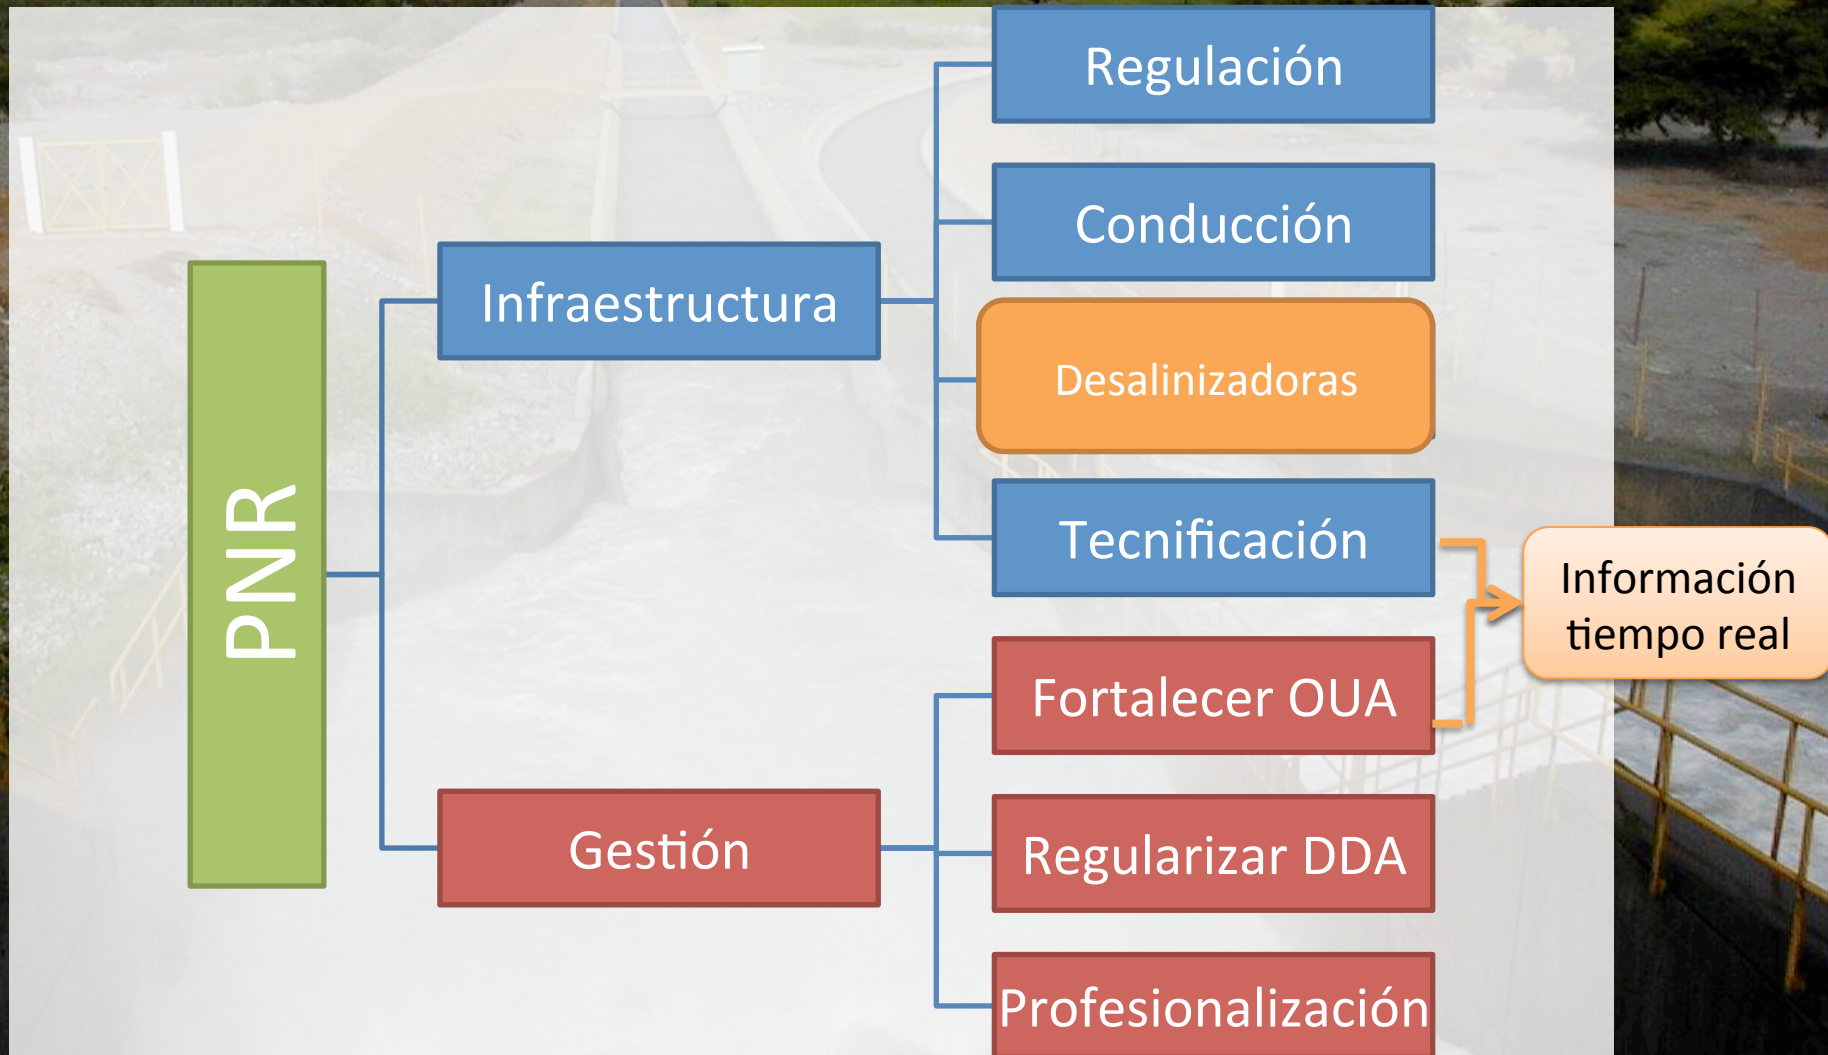 PNR
Infraestructura
Regulación
Conducción
Desalinizadoras
Tecnificación
Información
tiempo real
Gestión
Fortalecer OUA
Regularizar DDA
Profesionalización